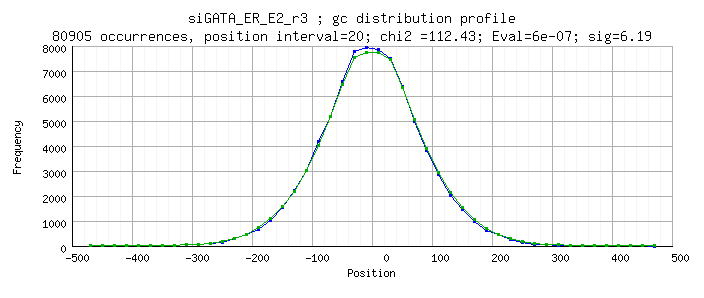 siGATA_ER_E2_r3 ; gc distribution profile
80905 occurrences, position interval=20; chi2 =112.43; Eval=6e-07; sig=6.19
8000
7000
6000
5000
4000
3000
2000
1000
0
Frequency
-500 -400 -300 -200 -100 0 100 200 300 400 500
Position